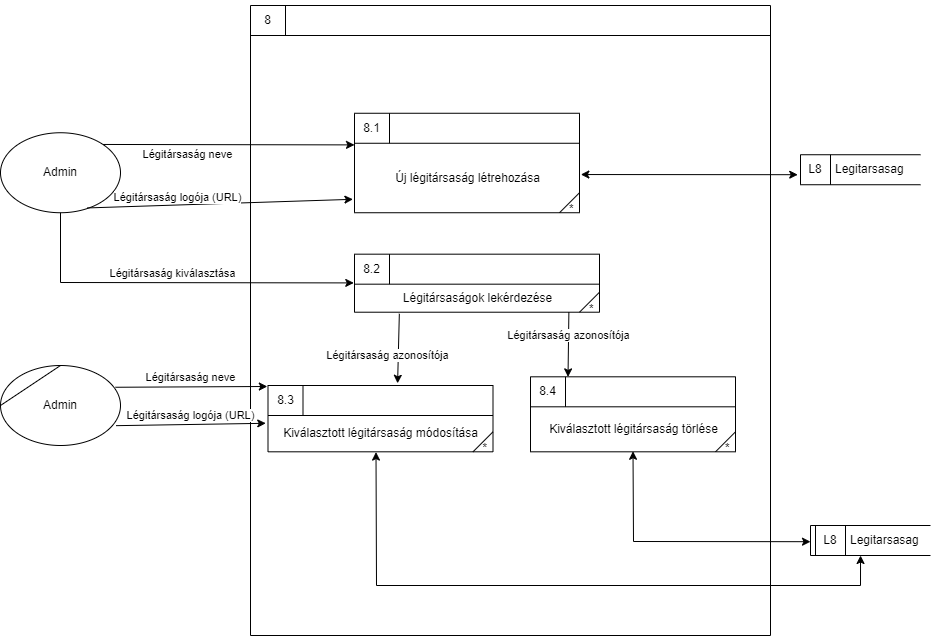 8
8.1
Légitársaság neve
Admin
Új légitársaság létrehozása
*
L8 Legitarsasag
Légitársaság logója (URL)
8.2
Légitársaság kiválasztása
Légitársaságok lekérdezése
*
Légitársaság azonosítója
Légitársaság azonosítója
Légitársaság neve
8.3
8.4
Admin
Légitársaság logója (URL)
Kiválasztott légitársaság módosítása
*
Kiválasztott légitársaság törlése
*
L8 Legitarsasag